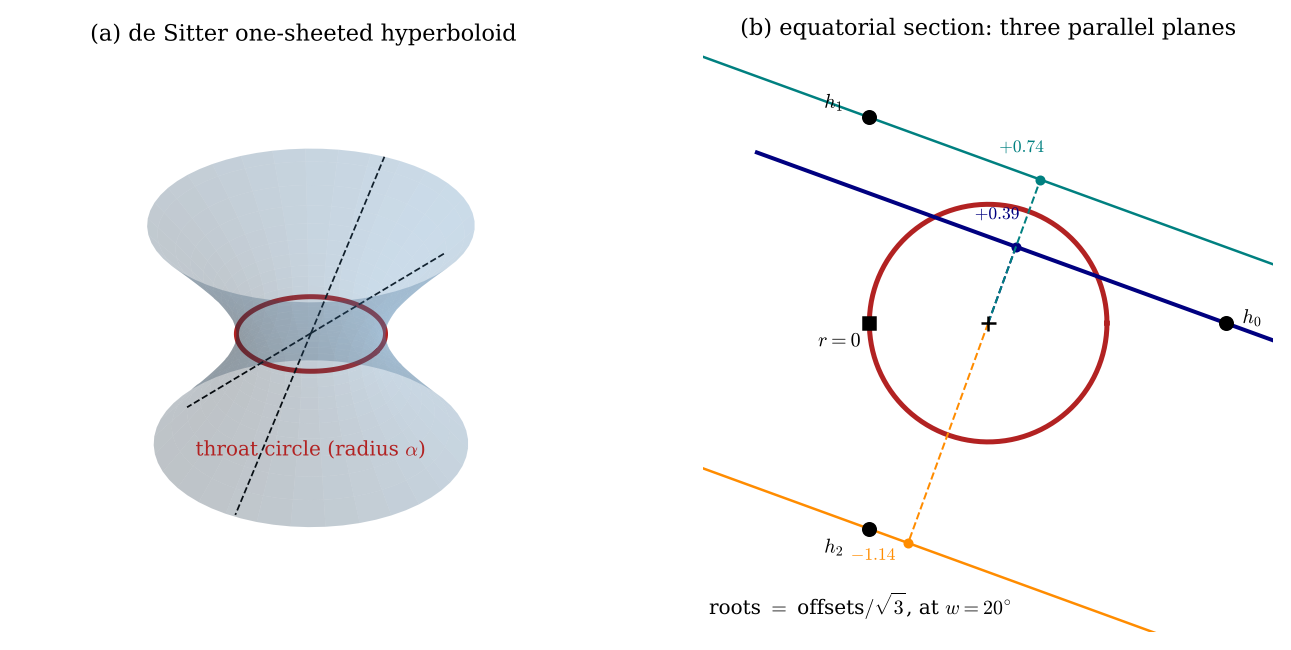 (a) de Sitter one-sheeted hyperboloid
throat circle (radius α)
(b) equatorial section: three parallel planes
h₁
+0.74
+0.39
h₀
r = 0
h₂
−1.14
roots = offsets/√3, at w = 20°